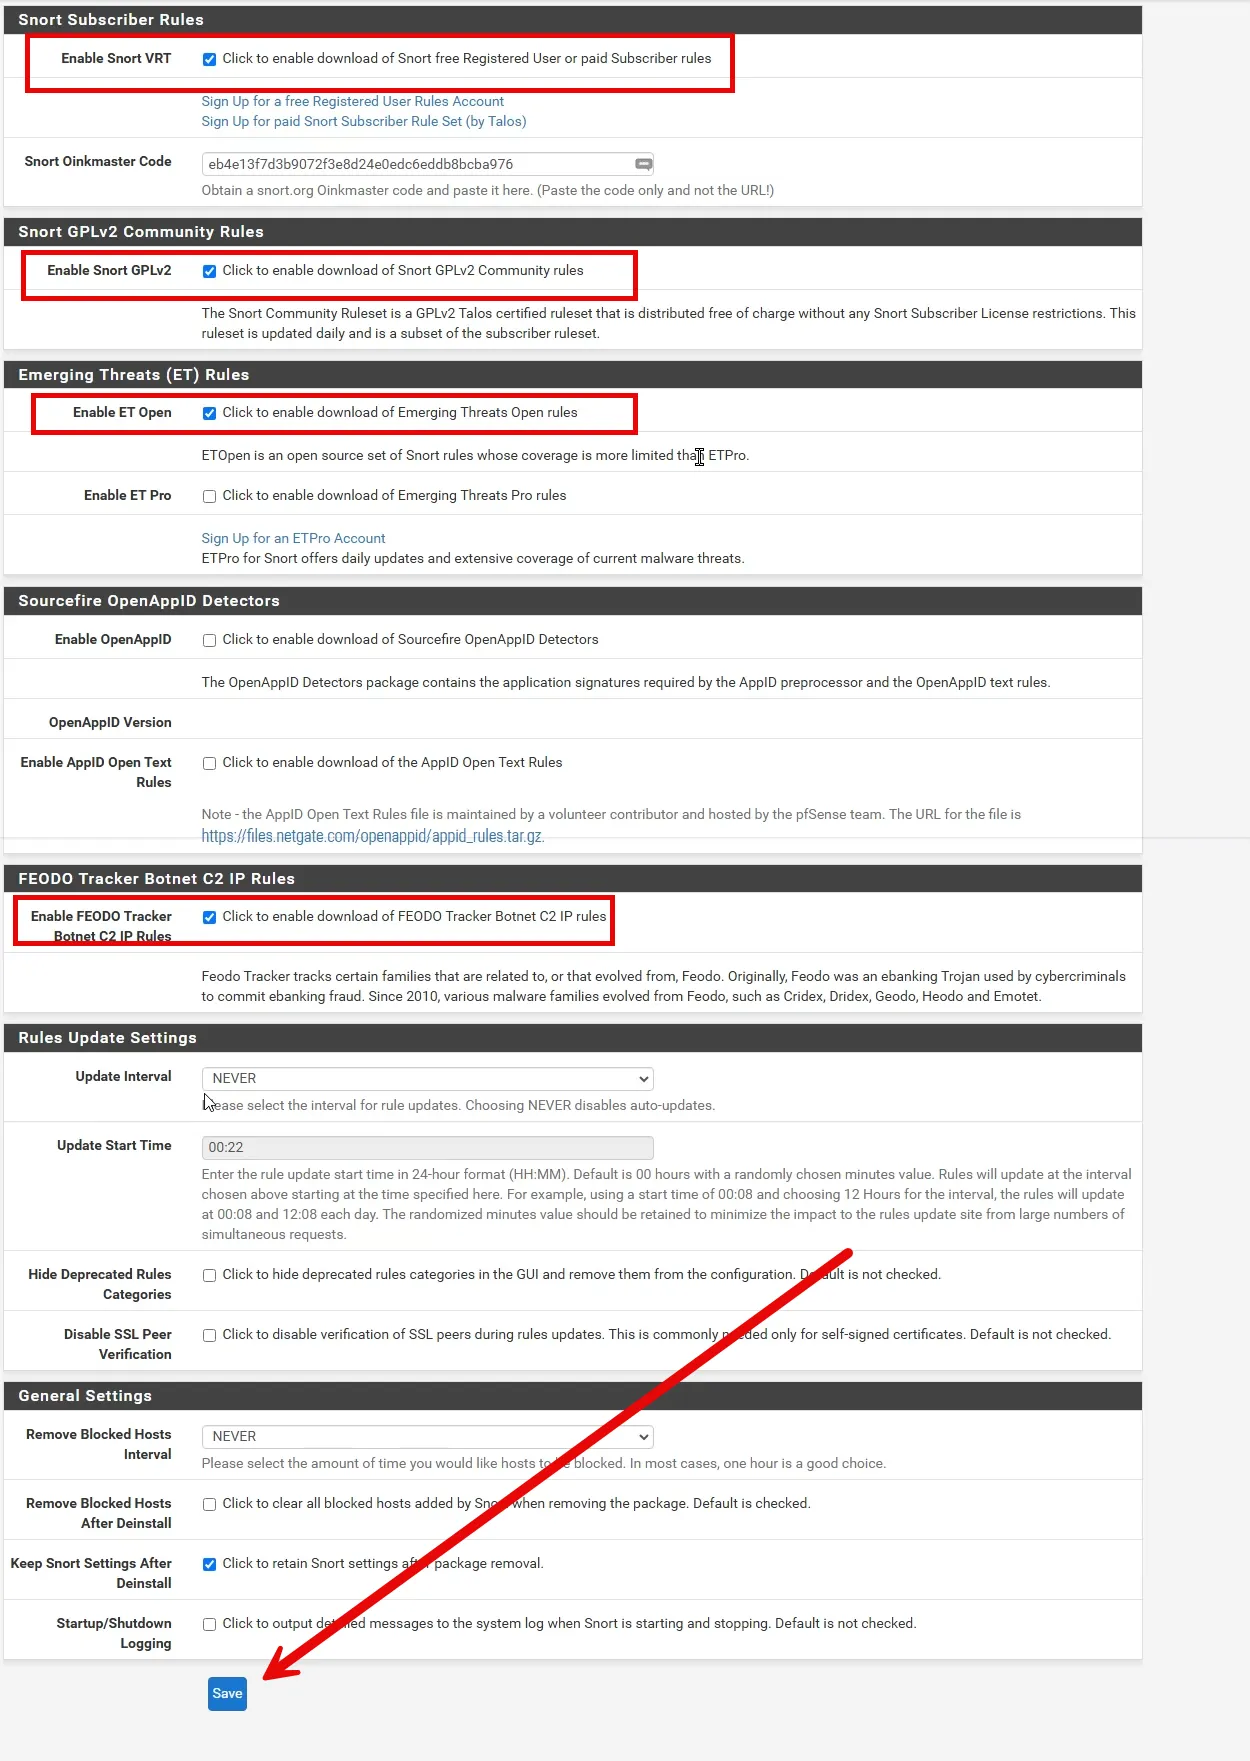 Snort Subscriber Rules
Enable Snort VRT
Click to enable download of Snort free Registered User or paid Subscriber rules
Sign Up for a free Registered User Rules Account
Sign Up for paid Snort Subscriber Rule Set (by Talos)
Snort Oinkmaster Code
eb4e13f7d3b9072f3e8d24e0edc6eddb8bcba976
Obtain a snort.org Oinkmaster code and paste it here. (Paste the code only and not the URL!)
Snort GPLv2 Community Rules
Enable Snort GPLv2
Click to enable download of Snort GPLv2 Community rules
The Snort Community Ruleset is a GPLv2 Talos certified ruleset that is distributed free of charge without any Snort Subscriber License restrictions. This
ruleset is updated daily and is a subset of the subscriber ruleset.
Emerging Threats (ET) Rules
Enable ET Open
Click to enable download of Emerging Threats Open rules
ETOpen is an open source set of Snort rules whose coverage is more limited than ETPro.
Enable ET Pro
Click to enable download of Emerging Threats Pro rules
Sign Up for an ETPro Account
ETPro for Snort offers daily updates and extensive coverage of current malware threats.
Sourcefire OpenAppID Detectors
Enable OpenAppID
Click to enable download of Sourcefire OpenAppID Detectors
The OpenAppID Detectors package contains the application signatures required by the AppID preprocessor and the OpenAppID text rules.
OpenAppID Version
Enable AppID Open Text
Rules
Click to enable download of the AppID Open Text Rules
Note - the AppID Open Text Rules file is maintained by a volunteer contributor and hosted by the pfSense team. The URL for the file is
https://files.netgate.com/openappid/appid_rules.tar.gz.
FEODO Tracker Botnet C2 IP Rules
Enable FEODO Tracker
Botnet C2 IP Rules
Click to enable download of FEODO Tracker Botnet C2 IP rules
Feodo Tracker tracks certain families that are related to, or that evolved from, Feodo. Originally, Feodo was an ebanking Trojan used by cybercriminals
to commit ebanking fraud. Since 2010, various malware families evolved from Feodo, such as Cridex, Dridex, Geodo, Heodo and Emotet.
Rules Update Settings
Update Interval
NEVER
Please select the interval for rule updates. Choosing NEVER disables auto-updates.
Update Start Time
00:22
Enter the rule update start time in 24-hour format (HH:MM). Default is 00 hours with a randomly chosen minutes value. Rules will update at the interval
chosen above starting at the time specified here. For example, using a start time of 00:08 and choosing 12 Hours for the interval, the rules will update
at 00:08 and 12:08 each day. The randomized minutes value should be retained to minimize the impact to the rules update site from large numbers of
simultaneous requests.
Hide Deprecated Rules
Categories
Click to hide deprecated rules categories in the GUI and remove them from the configuration. Default is not checked.
Disable SSL Peer
Verification
Click to disable verification of SSL peers during rules updates. This is commonly needed only for self-signed certificates. Default is not checked.
General Settings
Remove Blocked Hosts
Interval
NEVER
Please select the amount of time you would like hosts to be blocked. In most cases, one hour is a good choice.
Remove Blocked Hosts
After Deinstall
Click to clear all blocked hosts added by Snort when removing the package. Default is checked.
Keep Snort Settings After
Deinstall
Click to retain Snort settings after package removal.
Startup/Shutdown
Logging
Click to output detailed messages to the system log when Snort is starting and stopping. Default is not checked.
Save